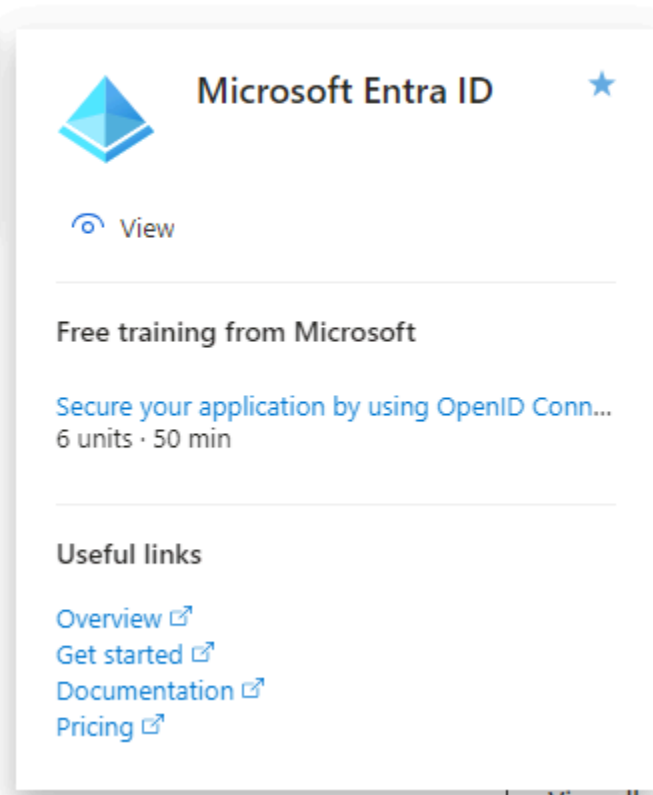 Microsoft Entra ID
View
Free training from Microsoft
Secure your application by using OpenID Conn...
6 units · 50 min
Useful links
Overview
Get started
Documentation
Pricing